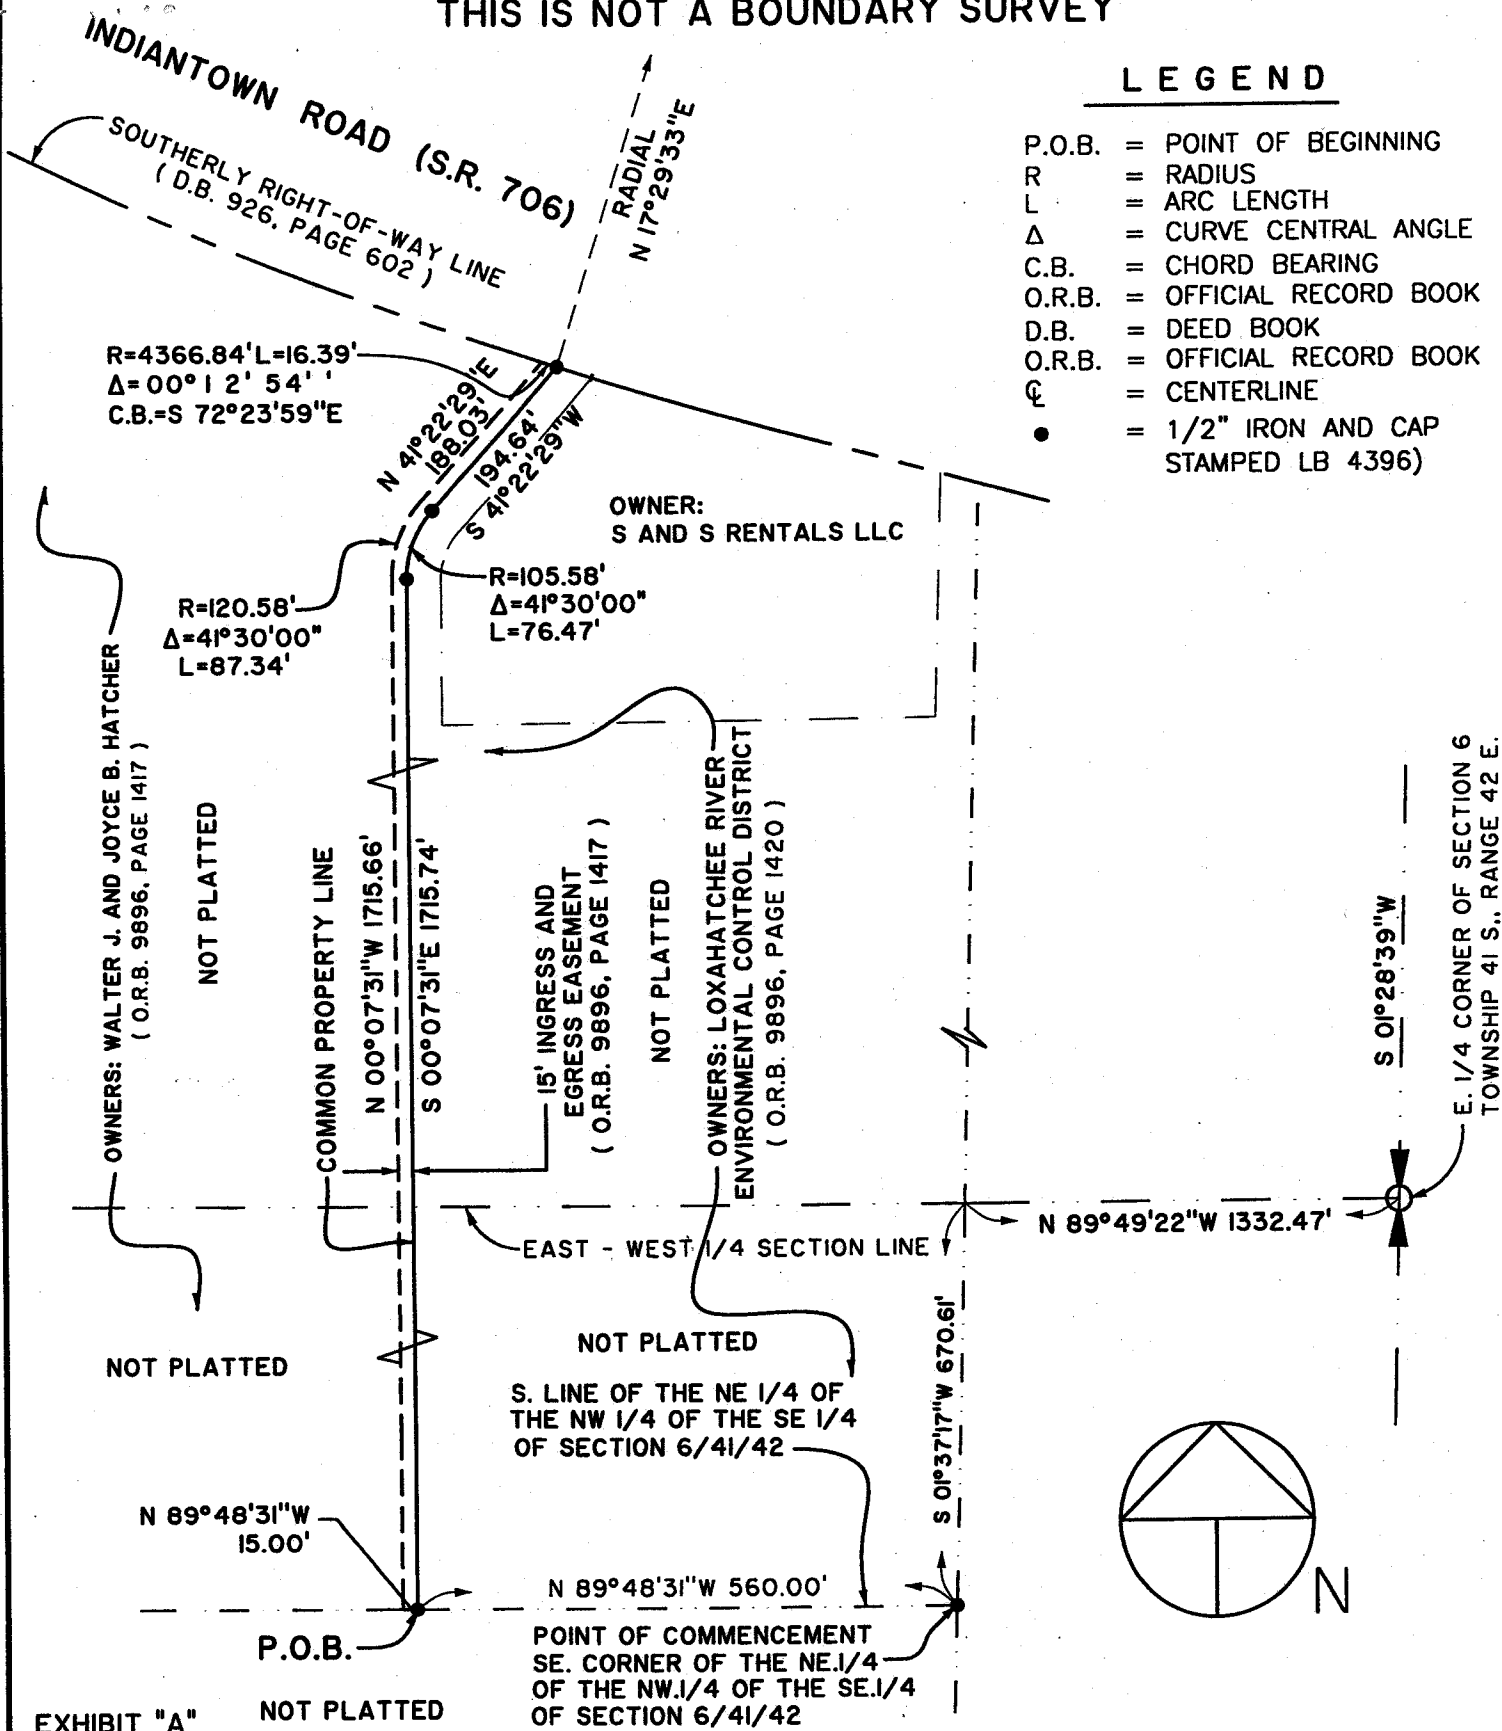 THIS IS NOT A BOUNDARY SURVEY
INDIANTOWN ROAD (S.R. 706)
SOUTHERLY RIGHT-OF-WAY LINE
( D.B. 926, PAGE 602 )
RADIAL
N 17°29'33"E
LEGEND
P.O.B. = POINT OF BEGINNING
R = RADIUS
L = ARC LENGTH
Δ = CURVE CENTRAL ANGLE
C.B. = CHORD BEARING
O.R.B. = OFFICIAL RECORD BOOK
D.B. = DEED BOOK
O.R.B. = OFFICIAL RECORD BOOK
℄ = CENTERLINE
● = 1/2" IRON AND CAP
STAMPED LB 4396)
R=4366.84'L=16.39'
Δ=00°1 2' 54' '
C.B.=S 72°23'59"E
N 41°22'29"E
188.03'
194.64'
S 41°22'29"W
OWNER:
S AND S RENTALS LLC
R=105.58'
Δ=41°30'00"
L=76.47'
R=120.58'
Δ=41°30'00"
L=87.34'
OWNERS: WALTER J. AND JOYCE B. HATCHER
( O.R.B. 9896, PAGE 1417 )
NOT PLATTED
COMMON PROPERTY LINE
N 00°07'31"W 1715.66'
S 00°07'31"E 1715.74'
15' INGRESS AND
EGRESS EASEMENT
( O.R.B. 9896, PAGE 1417 )
NOT PLATTED
OWNERS: LOXAHATCHEE RIVER
ENVIRONMENTAL CONTROL DISTRICT
( O.R.B. 9896, PAGE 1420 )
S 01°28'39"W
E. 1/4 CORNER OF SECTION 6
TOWNSHIP 41 S., RANGE 42 E.
N 89°49'22"W 1332.47'
EAST - WEST 1/4 SECTION LINE
NOT PLATTED
NOT PLATTED
S. LINE OF THE NE 1/4 OF
THE NW 1/4 OF THE SE 1/4
OF SECTION 6/41/42
S 01°37'17"W 670.61'
N 89°48'31"W
15.00'
N 89°48'31"W 560.00'
P.O.B.
POINT OF COMMENCEMENT
SE. CORNER OF THE NE.1/4
OF THE NW.1/4 OF THE SE.1/4
OF SECTION 6/41/42
N
EXHIBIT "A"
NOT PLATTED